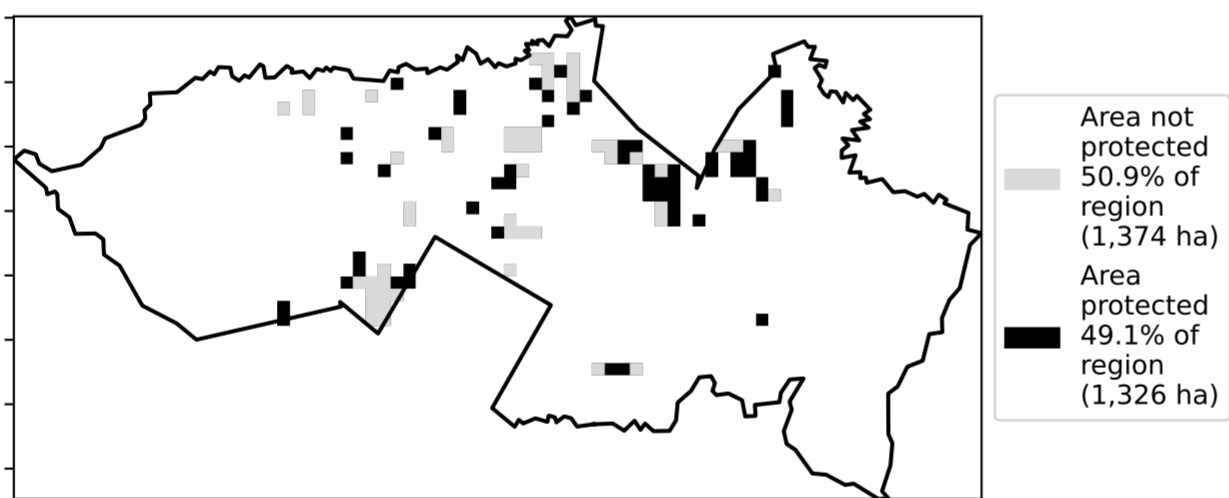 Area not
protected
50.9% of
region
(1,374 ha)
Area
protected
49.1% of
region
(1,326 ha)